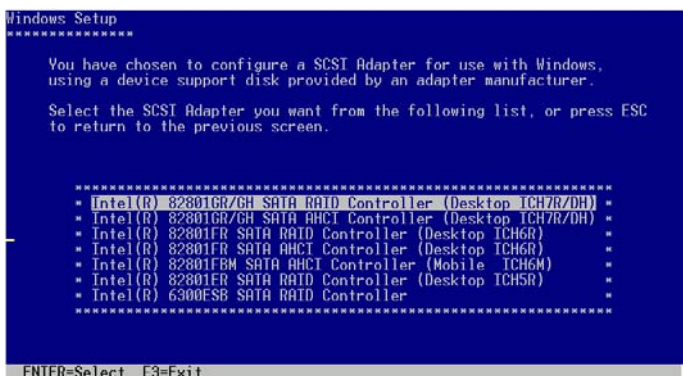 Windows Setup
***************
You have chosen to configure a SCSI Adapter for use with Windows,
using a device support disk provided by an adapter manufacturer.
Select the SCSI Adapter you want from the following list, or press ESC
to return to the previous screen.
****************************************************************
* Intel(R) 82801GR/GH SATA RAID Controller (Desktop ICH7R/DH) *
* Intel(R) 82801GR/GH SATA AHCI Controller (Desktop ICH7R/DH) *
* Intel(R) 82801FR SATA RAID Controller (Desktop ICH6R) *
* Intel(R) 82801FR SATA AHCI Controller (Desktop ICH6R) *
* Intel(R) 82801FBM SATA AHCI Controller (Mobile ICH6M) *
* Intel(R) 82801ER SATA RAID Controller (Desktop ICH5R) *
* Intel(R) 6300ESB SATA RAID Controller *
****************************************************************
ENTER=Select F3=Exit